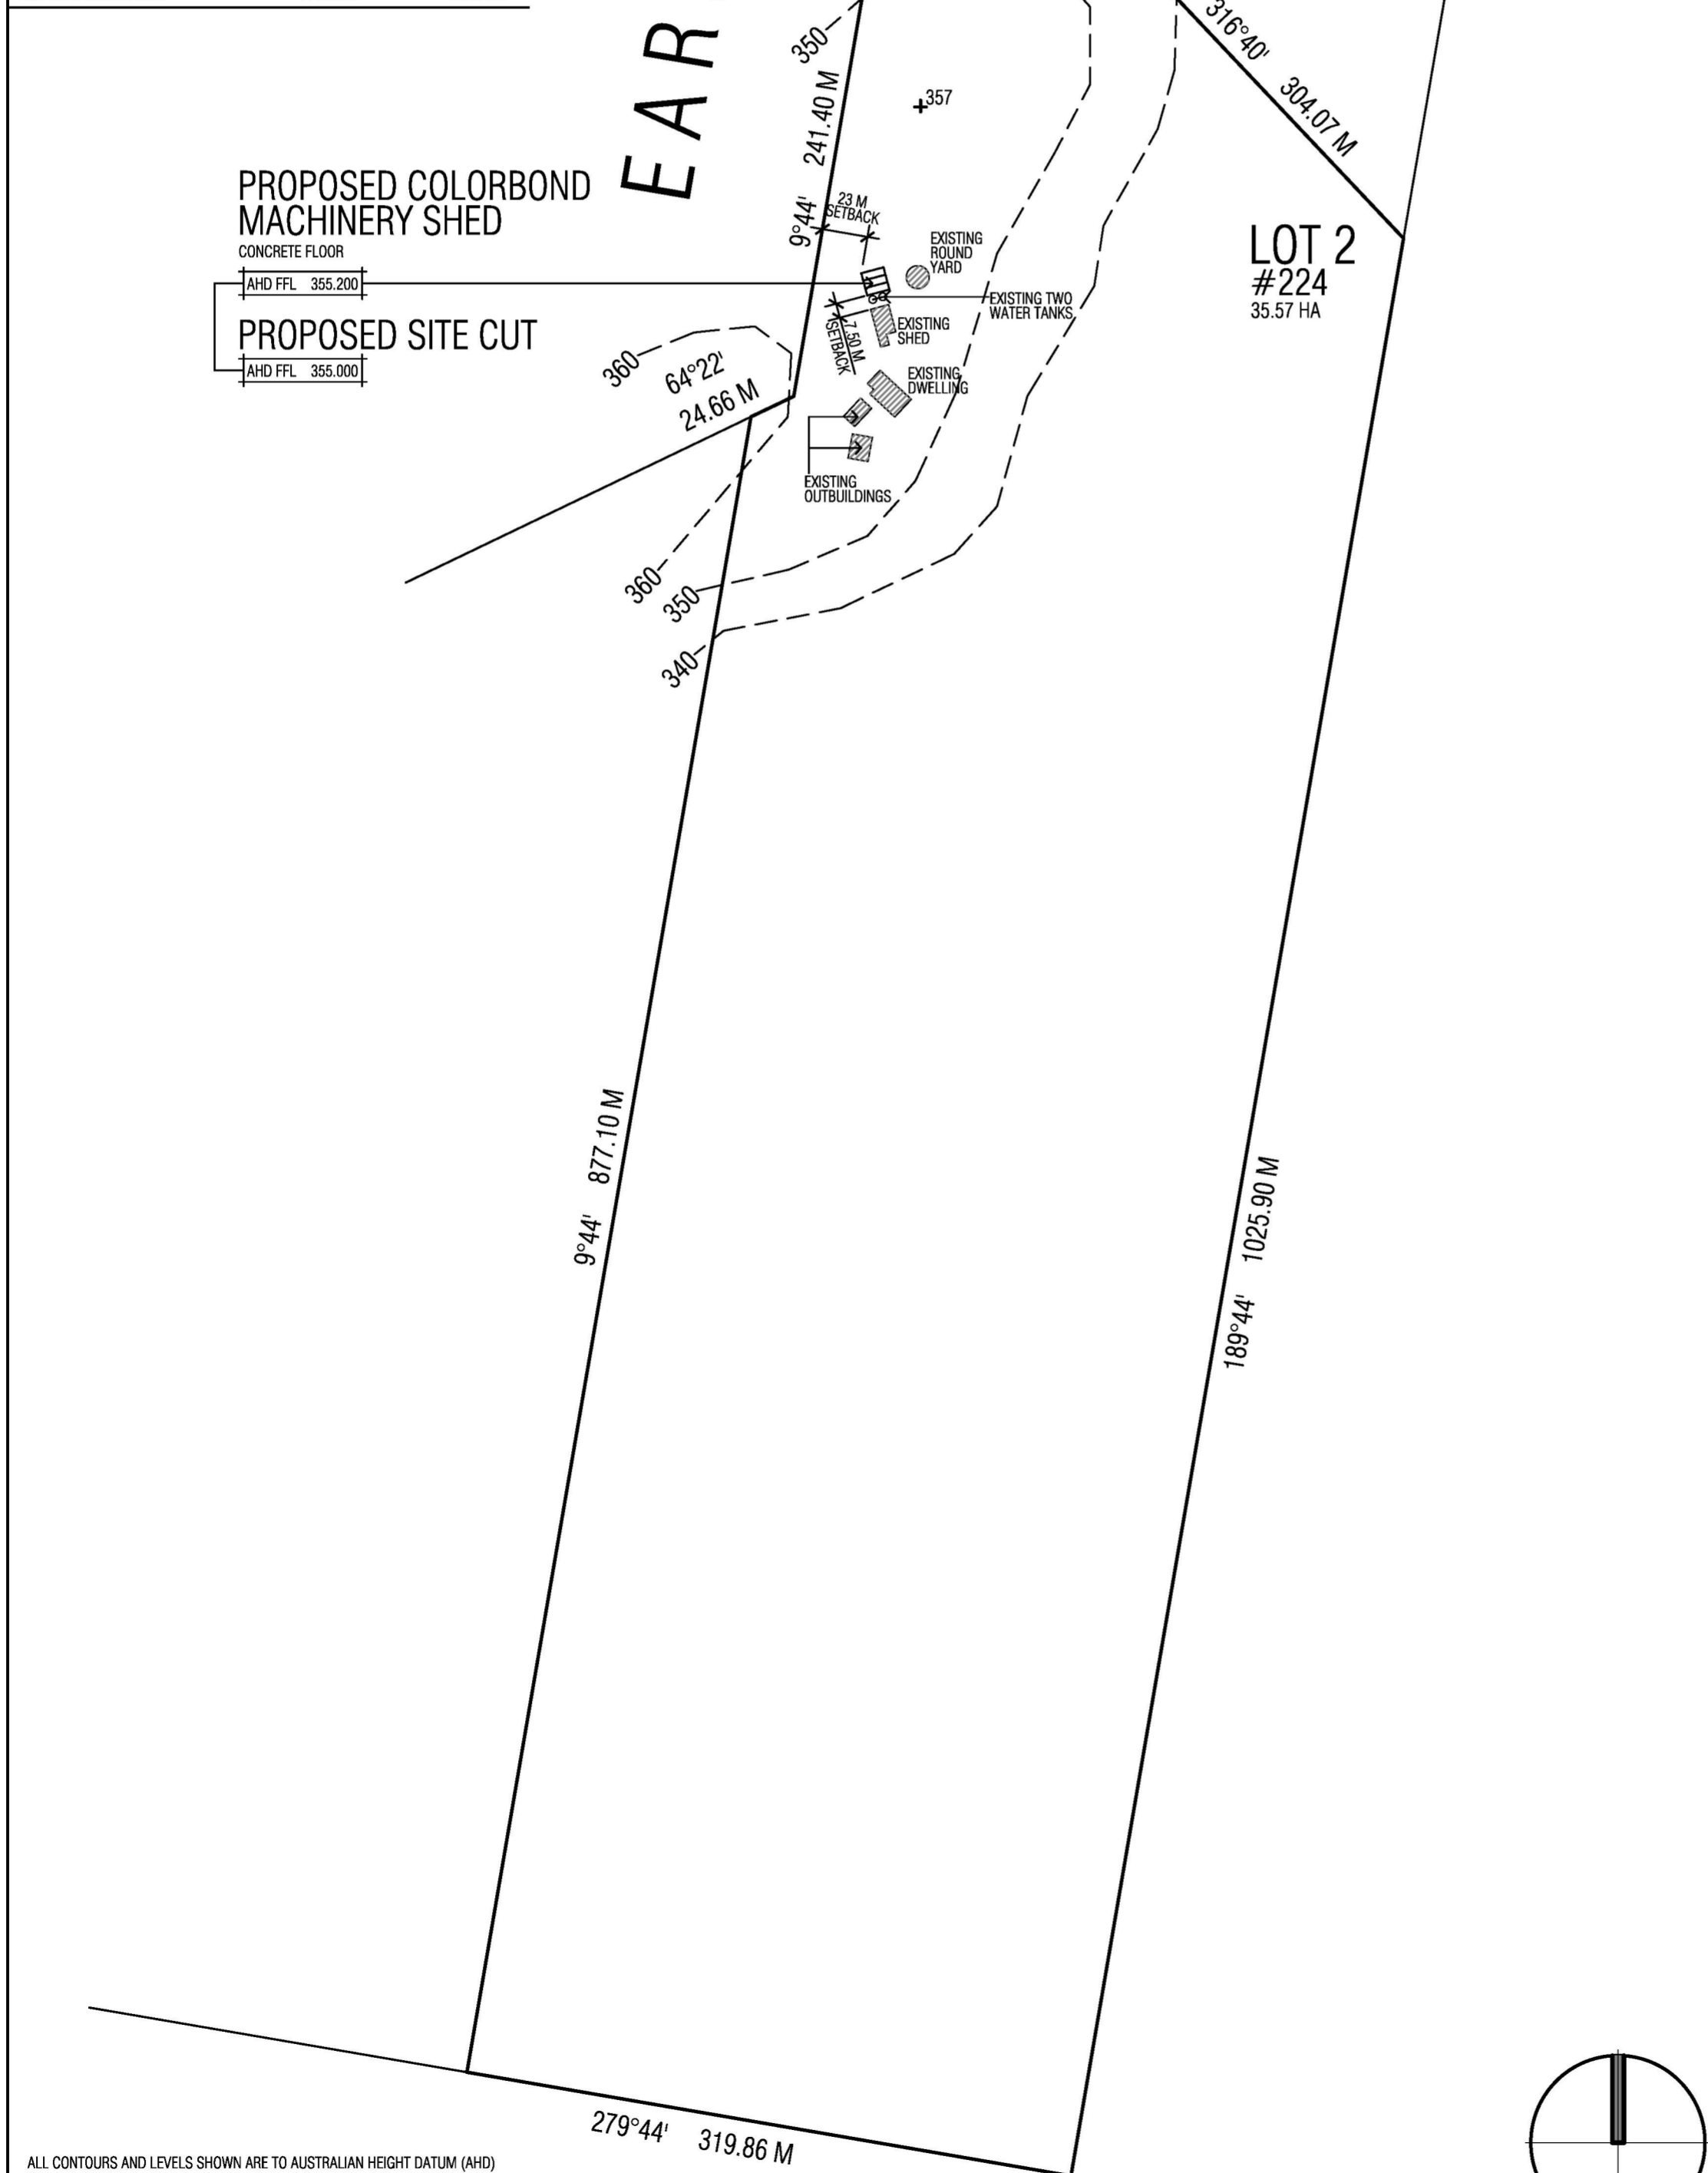 EAR
350
316°40' 304.07 M
357
9°44' 241.40 M
PROPOSED COLORBOND
MACHINERY SHED
CONCRETE FLOOR
AHD FFL 355.200
PROPOSED SITE CUT
AHD FFL 355.000
23 M
SETBACK
EXISTING
ROUND
YARD
LOT 2
#224
35.57 HA
EXISTING TWO
WATER TANKS
EXISTING
SHED
7.50 M
SETBACK
360
64°22'
24.66 M
EXISTING
DWELLING
EXISTING
OUTBUILDINGS
360
350
340
9°44' 877.10 M
189°44' 1025.90 M
279°44' 319.86 M
ALL CONTOURS AND LEVELS SHOWN ARE TO AUSTRALIAN HEIGHT DATUM (AHD)